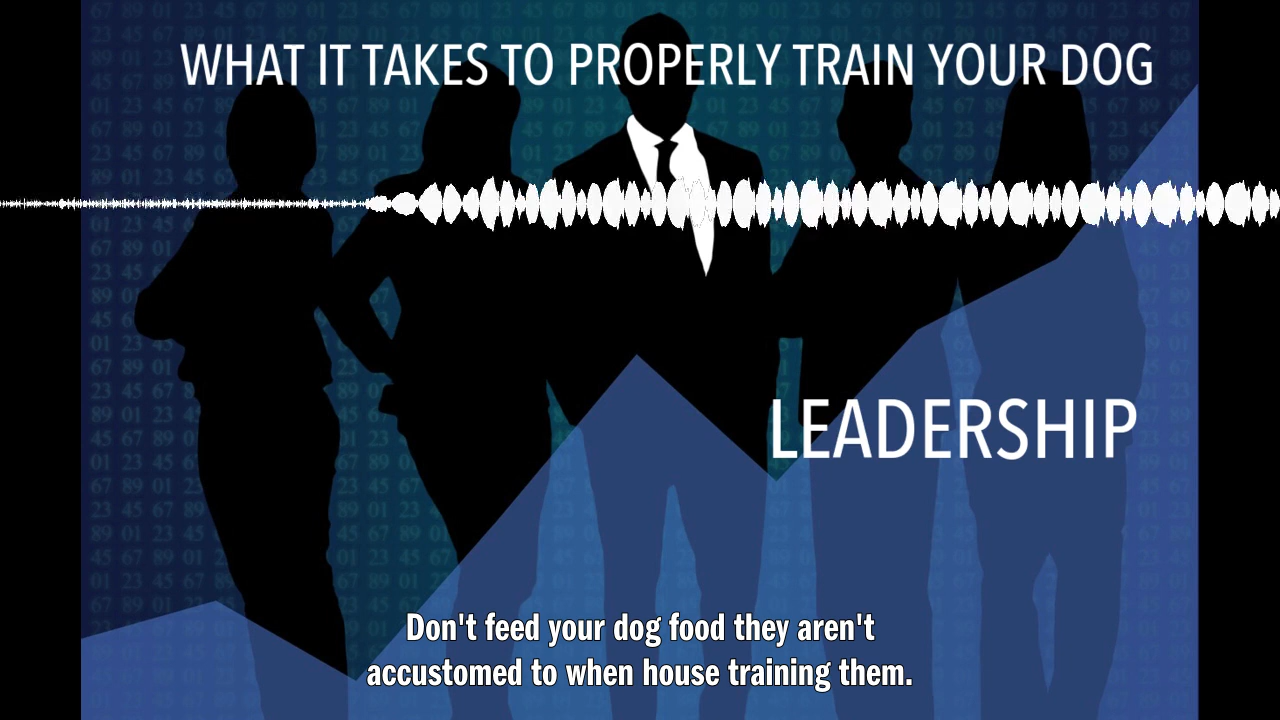 WHAT IT TAKES TO PROPERLY TRAIN YOUR DOG
LEADERSHIP
Don't feed your dog food they aren't
accustomed to when house training them.